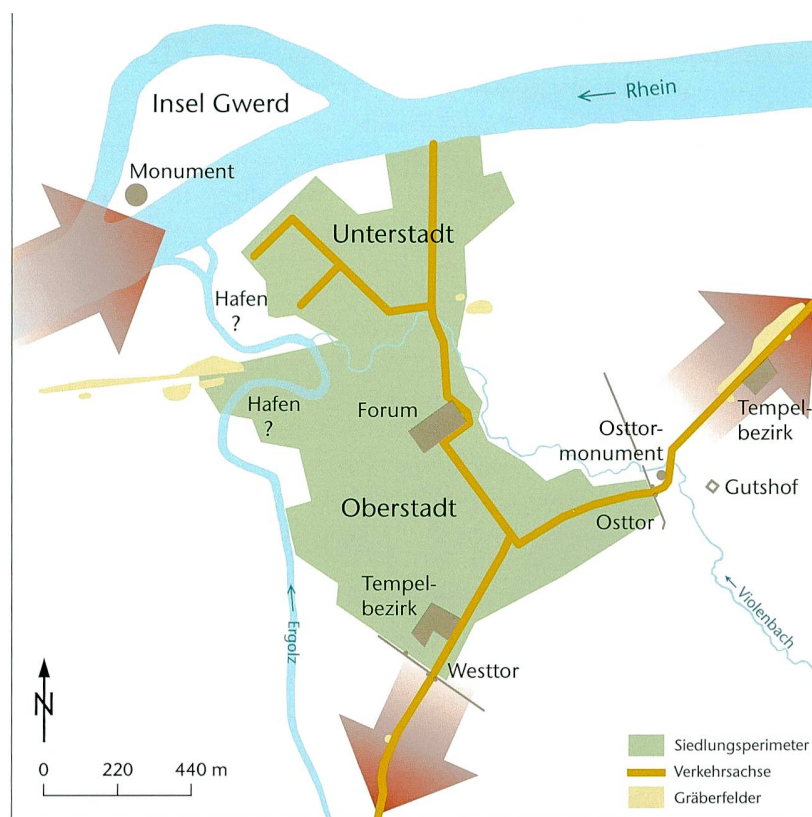 Insel Gwerd
Rhein
Monument
Unterstadt
Hafen
?
Hafen
?
Forum
Osttor-
monument
Tempel-
bezirk
Gutshof
Osttor
Oberstadt
Tempel-
bezirk
Violenbach
Ergolz
Westtor
N
0 220 440 m
Siedlungsperimeter
Verkehrsachse
Gräberfelder